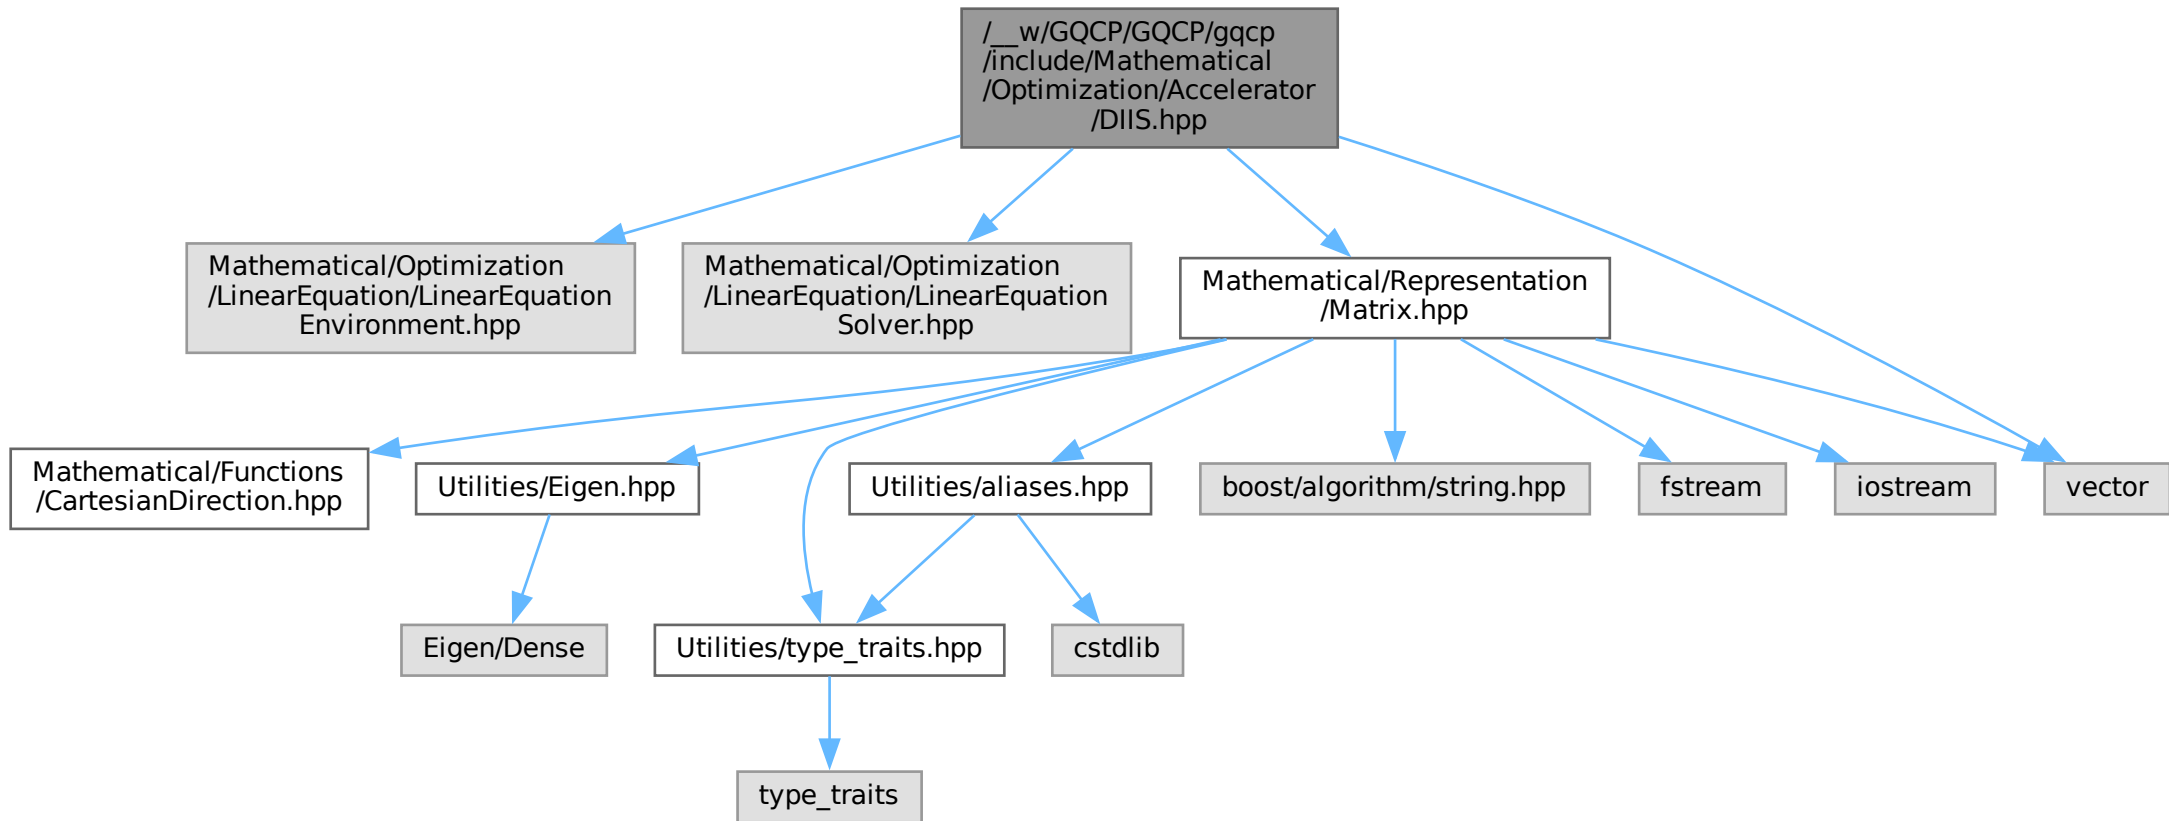 /__w/GQCP/GQCP/gqcp
/include/Mathematical
/Optimization/Accelerator
/DIIS.hpp
Mathematical/Optimization
/LinearEquation/LinearEquation
Environment.hpp
Mathematical/Optimization
/LinearEquation/LinearEquation
Solver.hpp
Mathematical/Representation
/Matrix.hpp
Mathematical/Functions
/CartesianDirection.hpp
Utilities/Eigen.hpp
Utilities/aliases.hpp
boost/algorithm/string.hpp
fstream
iostream
vector
Eigen/Dense
Utilities/type_traits.hpp
cstdlib
type_traits